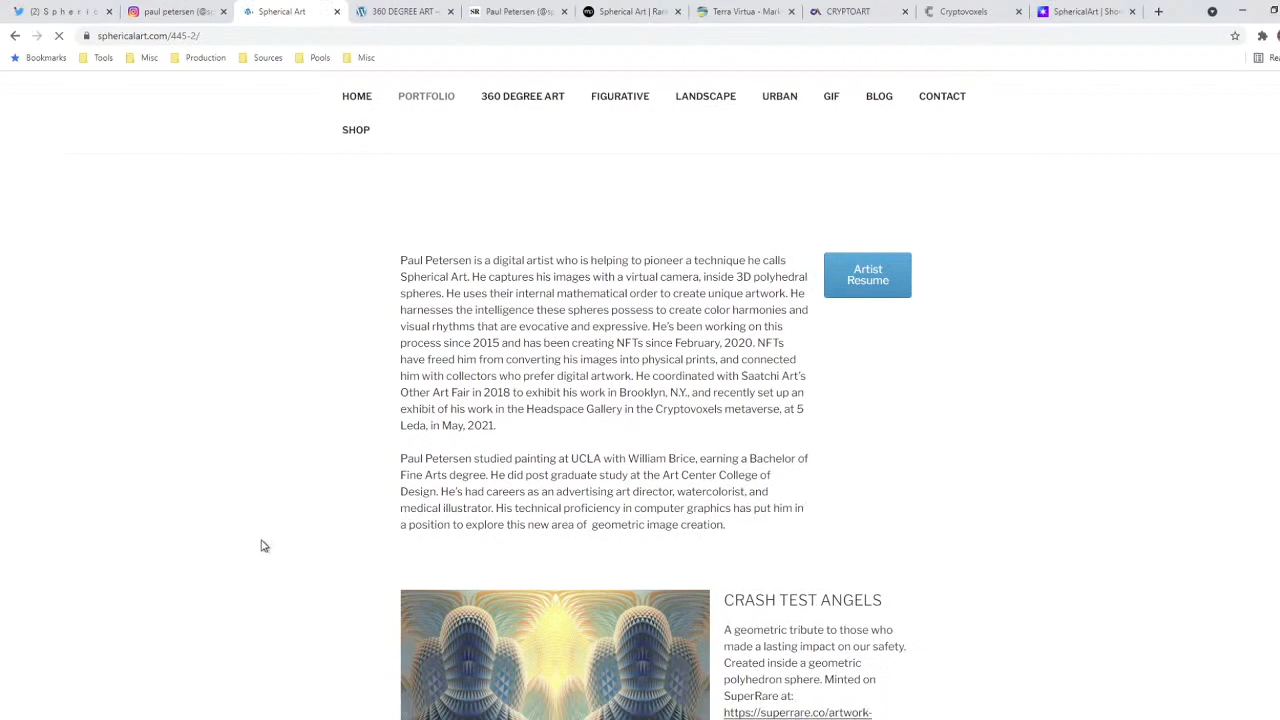 (2) S p h e r i c
paul petersen (@s
Spherical Art
360 DEGREE ART –
Paul Petersen (@s
Spherical Art | Rar
Terra Virtua - Mark
CRYPTOART
Cryptovoxels
SphericalArt | Sho
sphericalart.com/445-2/
Bookmarks Tools Misc Production Sources Pools Misc
HOME PORTFOLIO 360 DEGREE ART FIGURATIVE LANDSCAPE URBAN GIF BLOG CONTACT
SHOP
Paul Petersen is a digital artist who is helping to pioneer a technique he calls
Spherical Art. He captures his images with a virtual camera, inside 3D polyhedral
spheres. He uses their internal mathematical order to create unique artwork. He
harnesses the intelligence these spheres possess to create color harmonies and
visual rhythms that are evocative and expressive. He's been working on this
process since 2015 and has been creating NFTs since February, 2020. NFTs
have freed him from converting his images into physical prints, and connected
him with collectors who prefer digital artwork. He coordinated with Saatchi Art's
Other Art Fair in 2018 to exhibit his work in Brooklyn, N.Y., and recently set up an
exhibit of his work in the Headspace Gallery in the Cryptovoxels metaverse, at 5
Leda, in May, 2021.
Artist
Resume
Paul Petersen studied painting at UCLA with William Brice, earning a Bachelor of
Fine Arts degree. He did post graduate study at the Art Center College of
Design. He's had careers as an advertising art director, watercolorist, and
medical illustrator. His technical proficiency in computer graphics has put him in
a position to explore this new area of geometric image creation.
CRASH TEST ANGELS
A geometric tribute to those who
made a lasting impact on our safety.
Created inside a geometric
polyhedron sphere. Minted on
SuperRare at:
https://superrare.co/artwork-